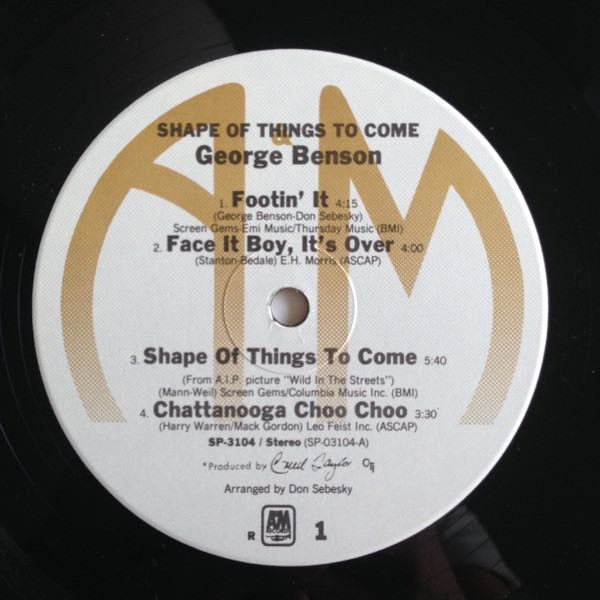 A&M
SHAPE OF THINGS TO COME
George Benson
1. Footin' It 4:15
(George Benson-Don Sebesky)
Screen Gems-Emi Music/Thursday Music (BMI)
2. Face It Boy, It's Over 4:00
(Stanton-Bedale) E.H. Morris (ASCAP)
3. Shape Of Things To Come 5:40
(From A.I.P. picture "Wild In The Streets")
(Mann-Weil) Screen Gems/Columbia Music Inc. (BMI)
4. Chattanooga Choo Choo 3:30
(Harry Warren/Mack Gordon) Leo Feist Inc. (ASCAP)
SP-3104 / Stereo (SP-03104-A)
*Produced by Creed Taylor CTI
Arranged by Don Sebesky
R A&M RECORDS 1